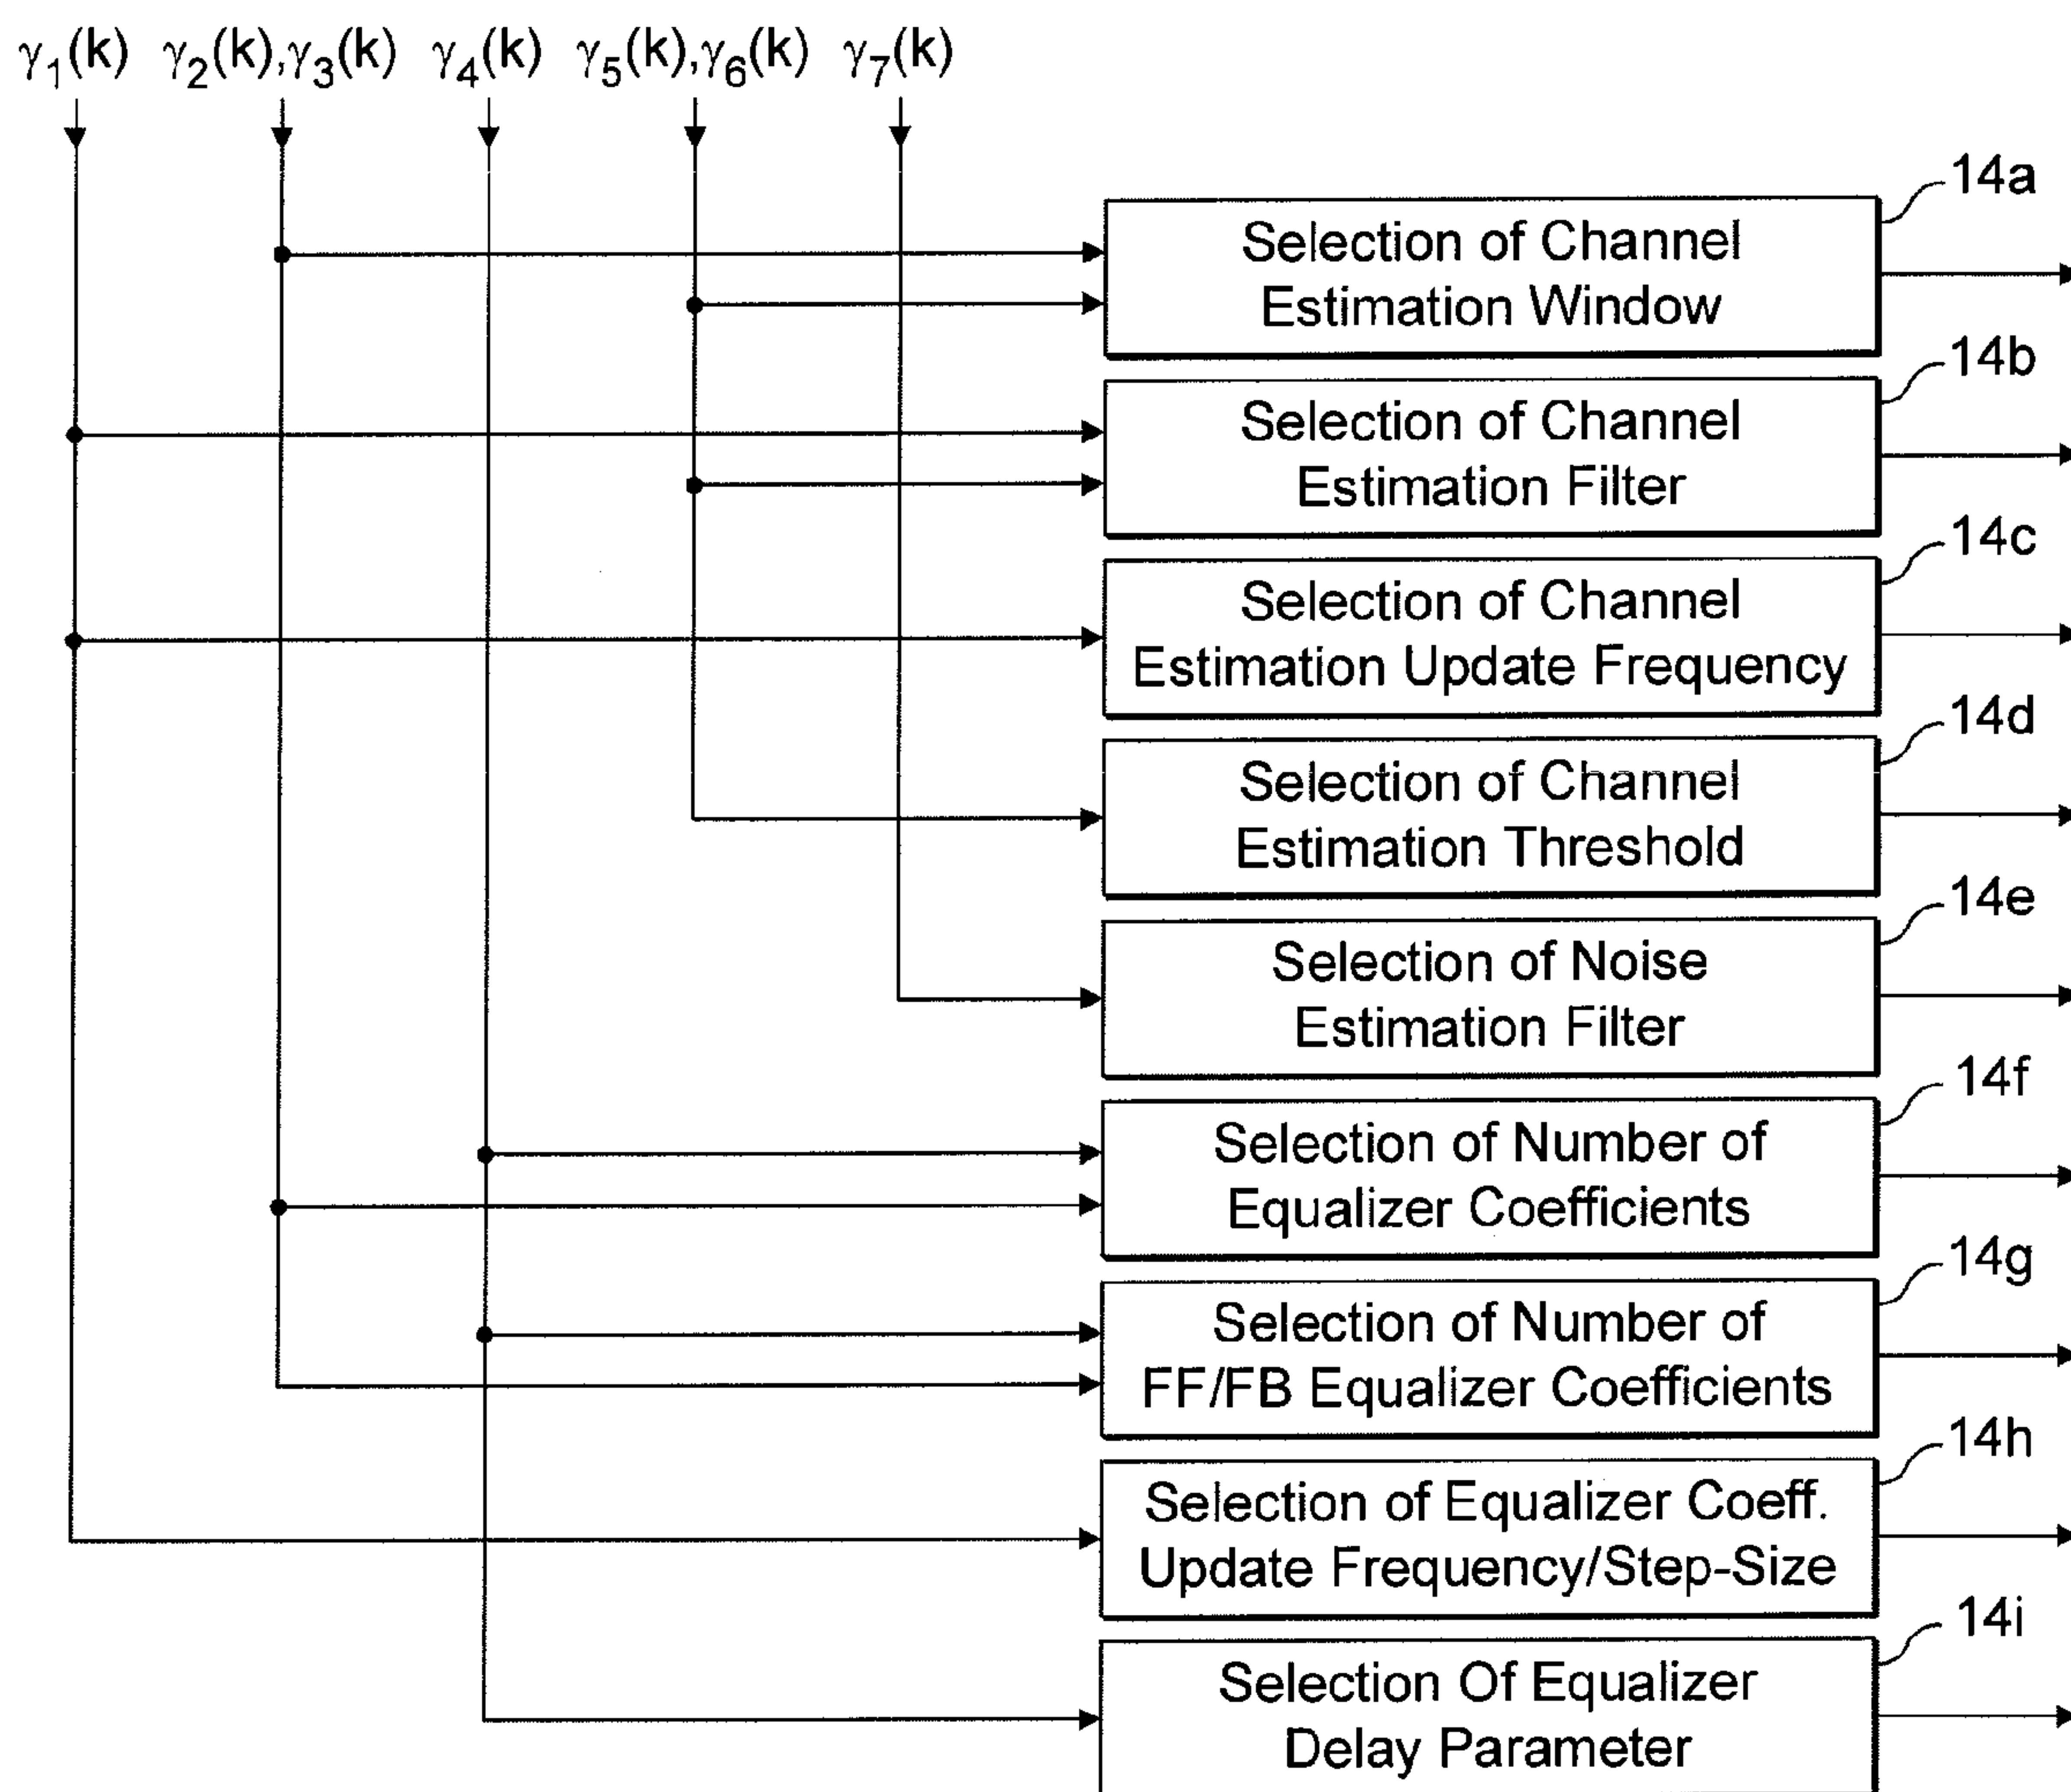 γ1(k) γ2(k),γ3(k) γ4(k) γ5(k),γ6(k) γ7(k)
14a
Selection of Channel
Estimation Window
14b
Selection of Channel
Estimation Filter
14c
Selection of Channel
Estimation Update Frequency
14d
Selection of Channel
Estimation Threshold
14e
Selection of Noise
Estimation Filter
14f
Selection of Number of
Equalizer Coefficients
14g
Selection of Number of
FF/FB Equalizer Coefficients
14h
Selection of Equalizer Coeff.
Update Frequency/Step-Size
14i
Selection Of Equalizer
Delay Parameter